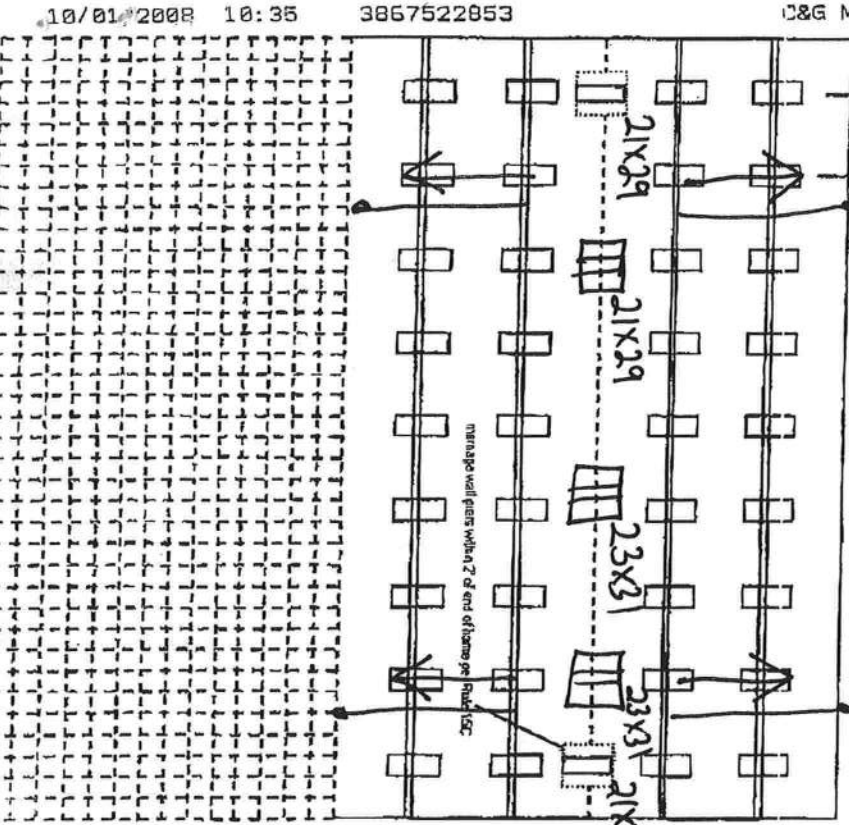 10/01/2008 10:35 3867522853 C&G M
21X29
21X29
marriage wall piers within 2' of end of home per Rule 15C
23X31
23X31